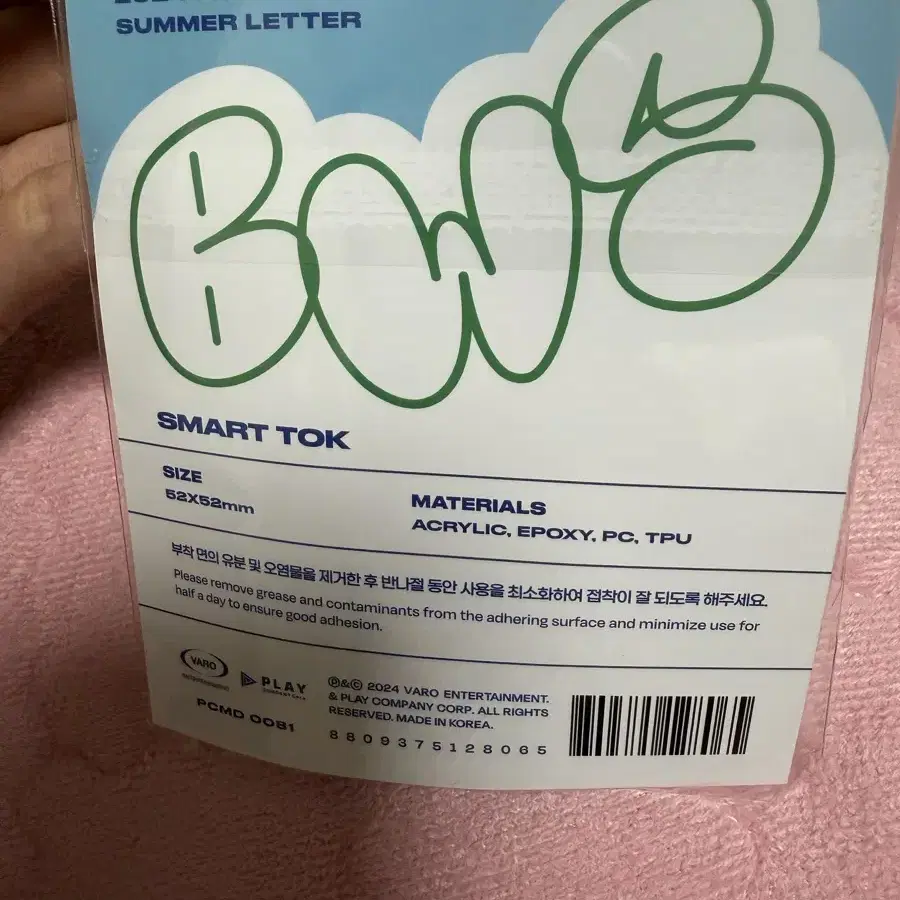 SUMMER LETTER
BWS
SMART TOK
SIZE
52X52mm
MATERIALS
ACRYLIC, EPOXY, PC, TPU
부착 면의 유분 및 오염물을 제거한 후 반나절 동안 사용을 최소화하여 접착이 잘 되도록 해주세요.
Please remove grease and contaminants from the adhering surface and minimize use for
half a day to ensure good adhesion.
VARO
ENTERTAINMENT
PLAY
COMPANY CORP.
PCMD 0081
℗&© 2024 VARO ENTERTAINMENT.
& PLAY COMPANY CORP. ALL RIGHTS
RESERVED. MADE IN KOREA.
8809375128065